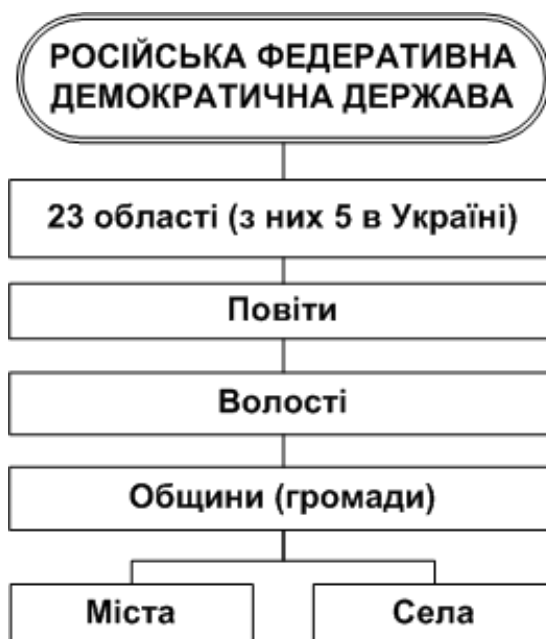 РОСІЙСЬКА ФЕДЕРАТИВНА
ДЕМОКРАТИЧНА ДЕРЖАВА
23 області (з них 5 в Україні)
Повіти
Волості
Общини (громади)
Міста
Села